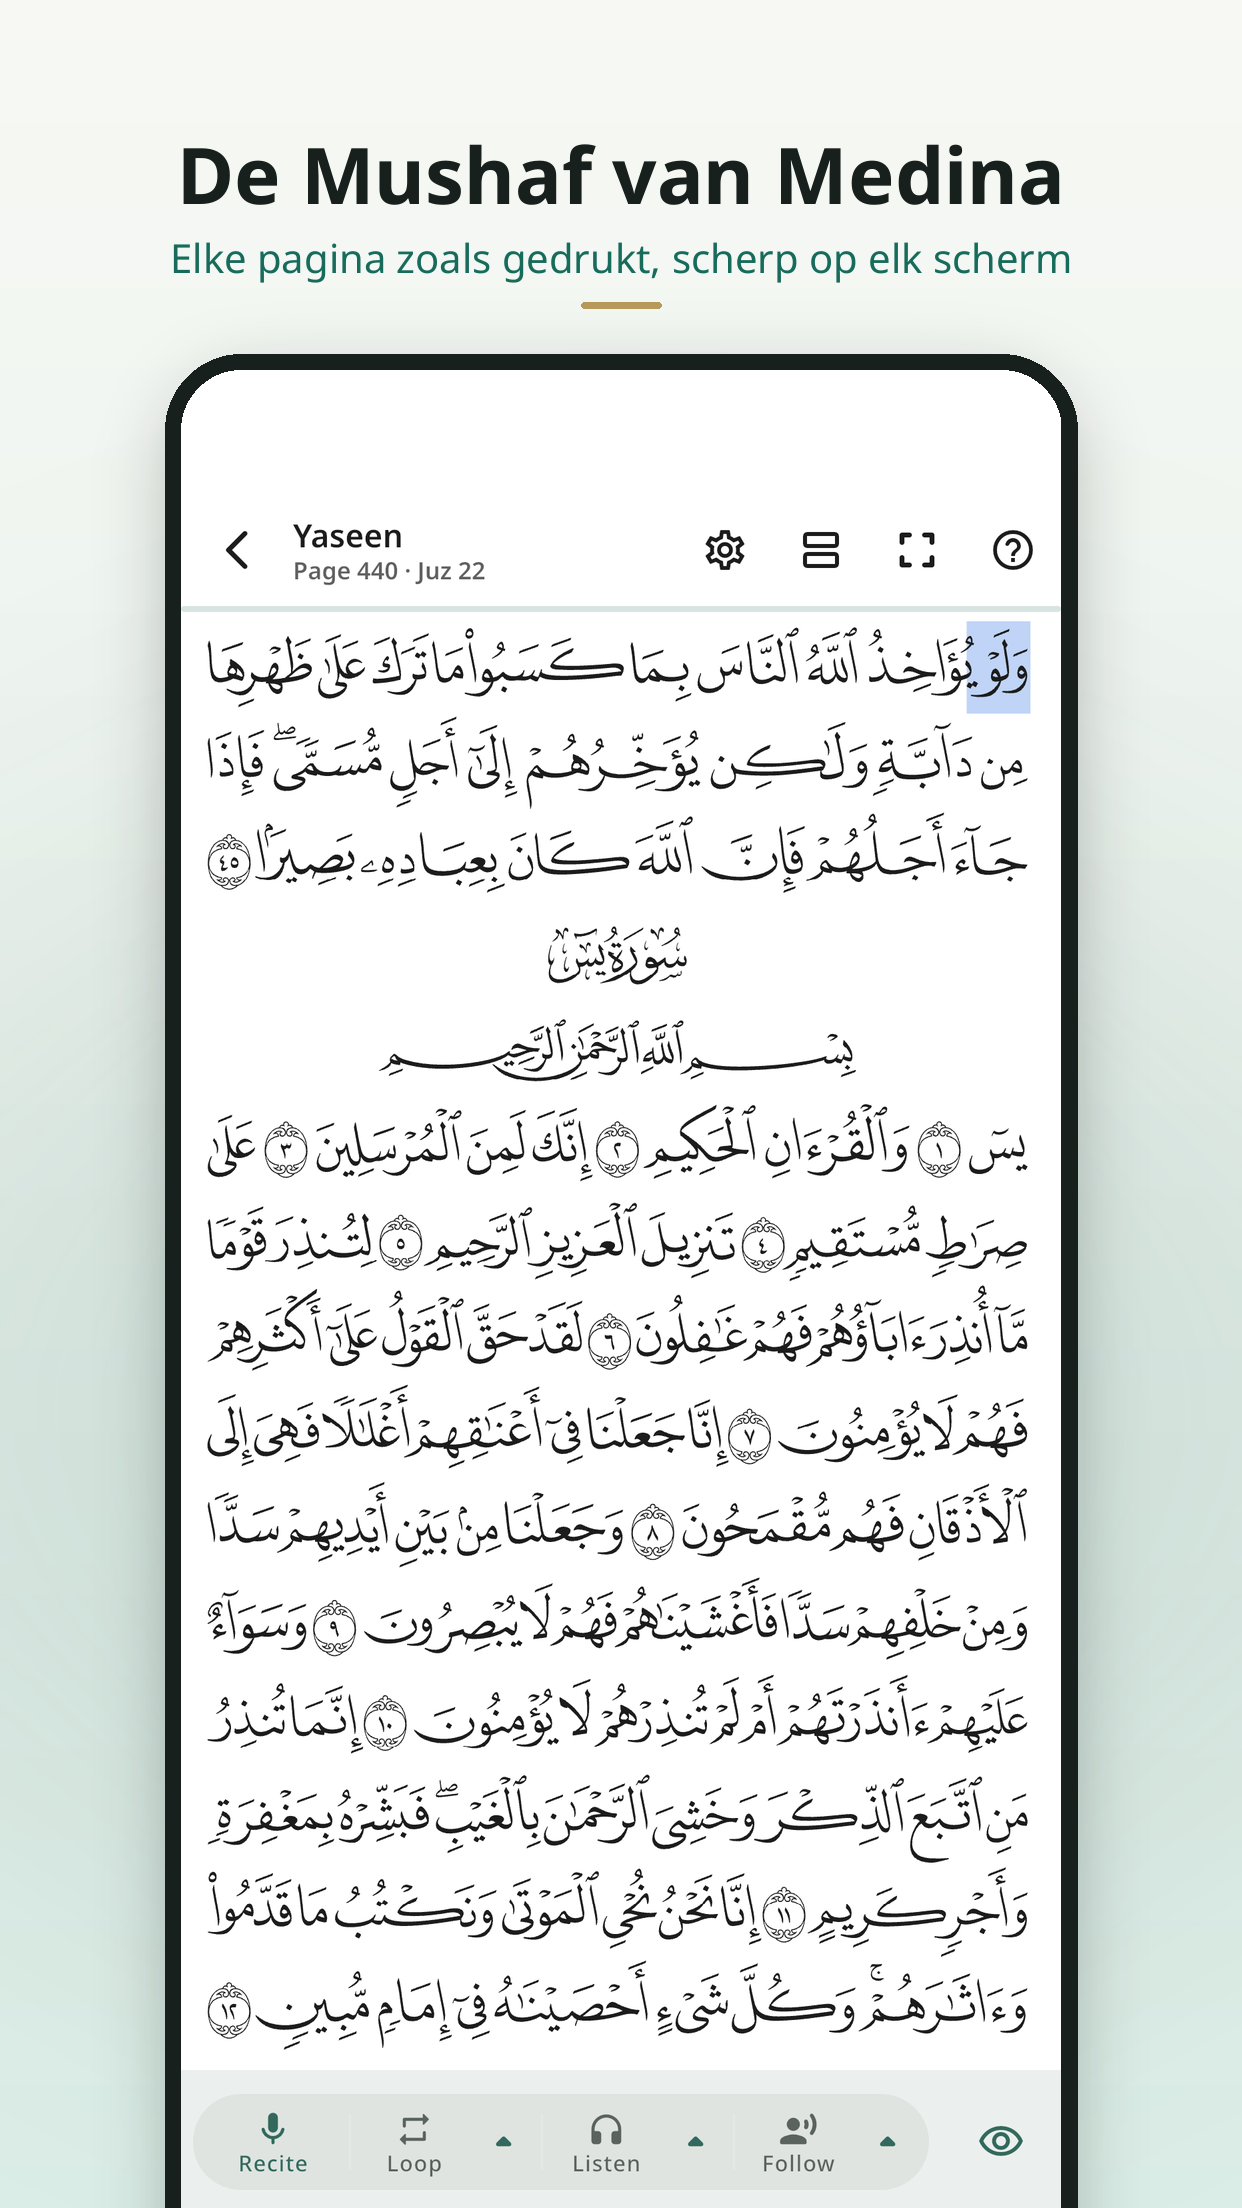 De Mushaf van Medina
Elke pagina zoals gedrukt, scherp op elk scherm
Yaseen
Page 440 · Juz 22
وَلَوْ يُؤَاخِذُ ٱللَّهُ ٱلنَّاسَ بِمَا كَسَبُوا۟ مَا تَرَكَ عَلَىٰ ظَهْرِهَا
مِن دَآبَّةٍ وَلَٰكِن يُؤَخِّرُهُمْ إِلَىٰٓ أَجَلٍ مُّسَمًّى ۖ فَإِذَا
جَآءَ أَجَلُهُمْ فَإِنَّ ٱللَّهَ كَانَ بِعِبَادِهِۦ بَصِيرًۢا ٤٥
سُورَةُ يسٓ
بِسْمِ ٱللَّهِ ٱلرَّحْمَٰنِ ٱلرَّحِيمِ
يسٓ ١ وَٱلْقُرْءَانِ ٱلْحَكِيمِ ٢ إِنَّكَ لَمِنَ ٱلْمُرْسَلِينَ ٣ عَلَىٰ
صِرَٰطٍ مُّسْتَقِيمٍ ٤ تَنزِيلَ ٱلْعَزِيزِ ٱلرَّحِيمِ ٥ لِتُنذِرَ قَوْمًا
مَّآ أُنذِرَ ءَابَآؤُهُمْ فَهُمْ غَٰفِلُونَ ٦ لَقَدْ حَقَّ ٱلْقَوْلُ عَلَىٰٓ أَكْثَرِهِمْ
فَهُمْ لَا يُؤْمِنُونَ ٧ إِنَّا جَعَلْنَا فِىٓ أَعْنَٰقِهِمْ أَغْلَٰلًا فَهِىَ إِلَى
ٱلْأَذْقَانِ فَهُم مُّقْمَحُونَ ٨ وَجَعَلْنَا مِنۢ بَيْنِ أَيْدِيهِمْ سَدًّا
وَمِنْ خَلْفِهِمْ سَدًّا فَأَغْشَيْنَٰهُمْ فَهُمْ لَا يُبْصِرُونَ ٩ وَسَوَآءٌ
عَلَيْهِمْ ءَأَنذَرْتَهُمْ أَمْ لَمْ تُنذِرْهُمْ لَا يُؤْمِنُونَ ١٠ إِنَّمَا تُنذِرُ
مَنِ ٱتَّبَعَ ٱلذِّكْرَ وَخَشِىَ ٱلرَّحْمَٰنَ بِٱلْغَيْبِ ۖ فَبَشِّرْهُ بِمَغْفِرَةٍ
وَأَجْرٍ كَرِيمٍ ١١ إِنَّا نَحْنُ نُحْىِ ٱلْمَوْتَىٰ وَنَكْتُبُ مَا قَدَّمُوا۟
وَءَاثَٰرَهُمْ ۚ وَكُلَّ شَىْءٍ أَحْصَيْنَٰهُ فِىٓ إِمَامٍ مُّبِينٍ ١٢
Recite Loop Listen Follow